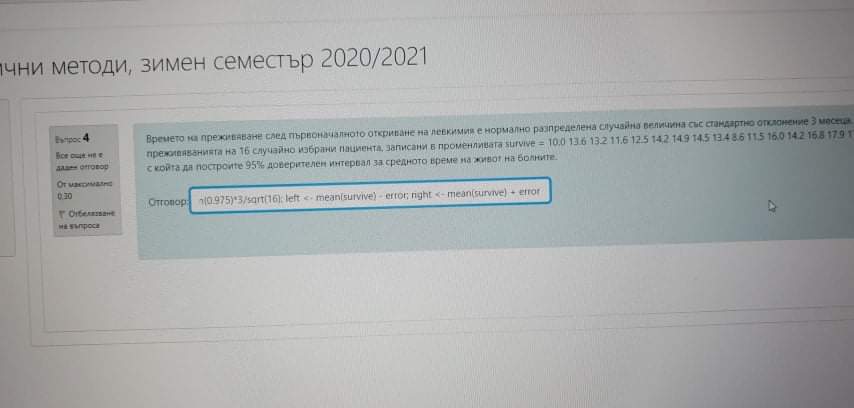 чни методи, зимен семестър 2020/2021
Въпрос 4
Все още не е
даден отговор
От максимално
0,30
Отбелязване
на въпроса
Времето на преживяване след първоначалното откриване на левкимия е нормално разпределена случайна величина със стандартно отклонение 3 месеца.
преживяванията на 16 случайно избрани пациента, записани в променливата survive = 10.0 13.6 13.2 11.6 12.5 14.2 14.9 14.5 13.4 8.6 11.5 16.0 14.2 16.8 17.9
с който да построите 95% доверителен интервал за средното време на живот на болните.
Отговор: (0.975)*3/sqrt(16); left <- mean(survive) - error; right <- mean(survive) + error